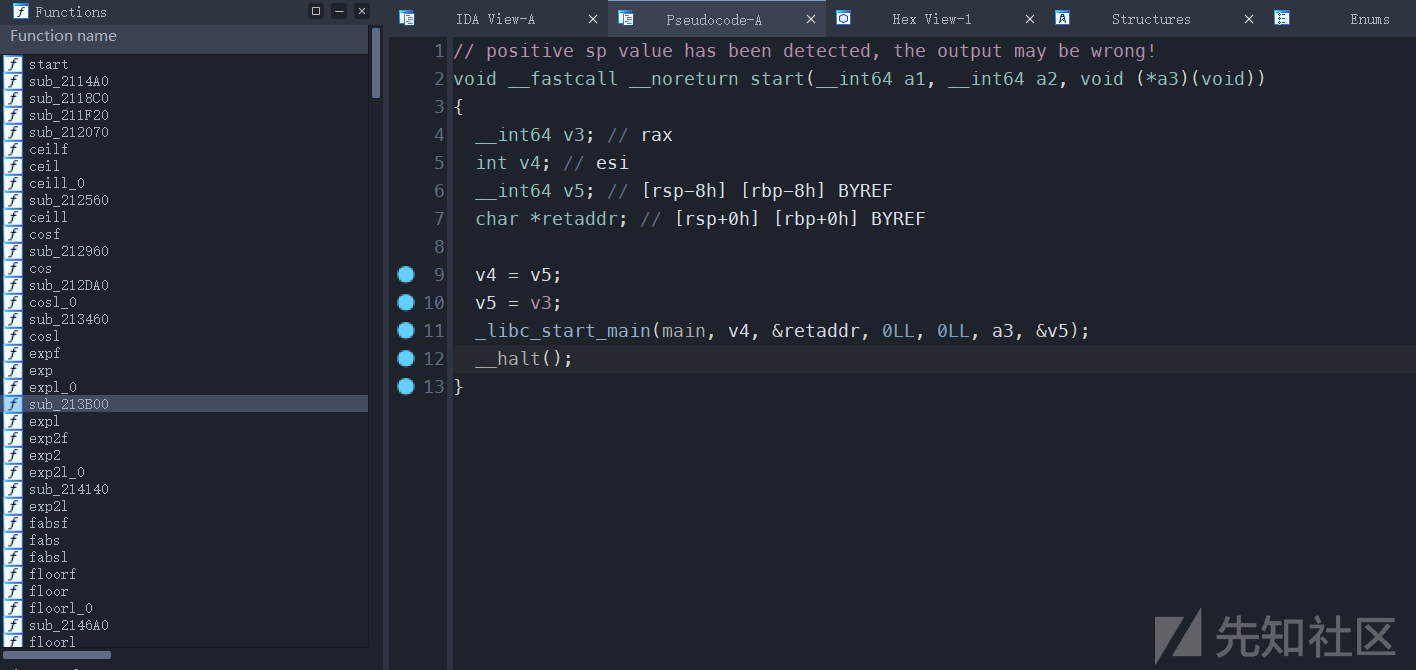 Functions
Function name
start
sub_2114A0
sub_2118C0
sub_211F20
sub_212070
ceilf
ceil
ceill_0
sub_212560
ceill
cosf
sub_212960
cos
sub_212DA0
cosl_0
sub_213460
cosl
expf
exp
expl_0
sub_213B00
expl
exp2f
exp2
exp2l_0
sub_214140
exp2l
fabsf
fabs
fabsl
floorf
floor
floorl_0
sub_2146A0
floorl
IDA View-A
Pseudocode-A
Hex View-1
Structures
Enums
1 // positive sp value has been detected, the output may be wrong!
2 void __fastcall __noreturn start(__int64 a1, __int64 a2, void (*a3)(void))
3 {
4 __int64 v3; // rax
5 int v4; // esi
6 __int64 v5; // [rsp-8h] [rbp-8h] BYREF
7 char *retaddr; // [rsp+0h] [rbp+0h] BYREF
8
9 v4 = v5;
10 v5 = v3;
11 _libc_start_main(main, v4, &retaddr, 0LL, 0LL, a3, &v5);
12 __halt();
13 }
先知社区